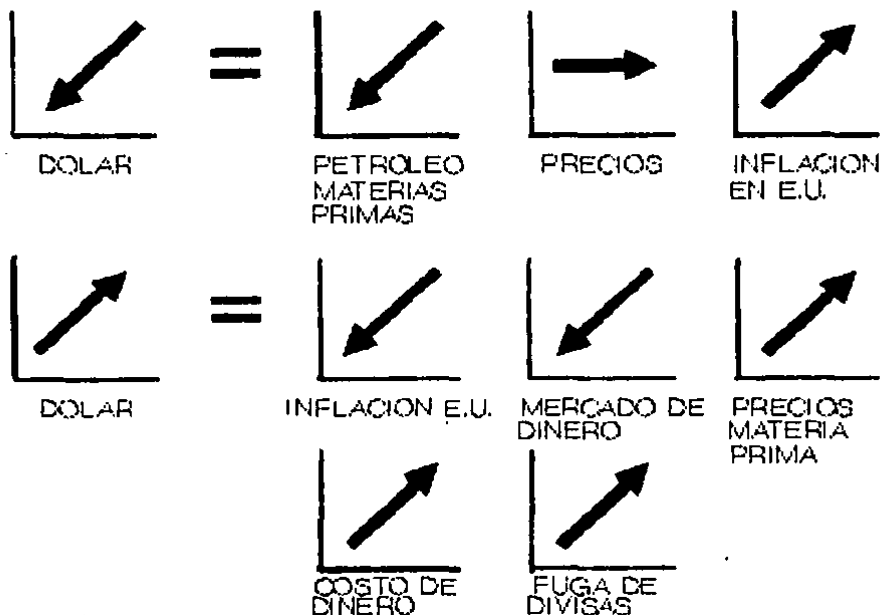 DOLAR
=
PETROLEO
MATERIAS
PRIMAS
PRECIOS
INFLACION
EN E.U.
DOLAR
=
INFLACION E.U.
MERCADO DE
DINERO
PRECIOS
MATERIA
PRIMA
COSTO DE
DINERO
FUGA DE
DIVISAS